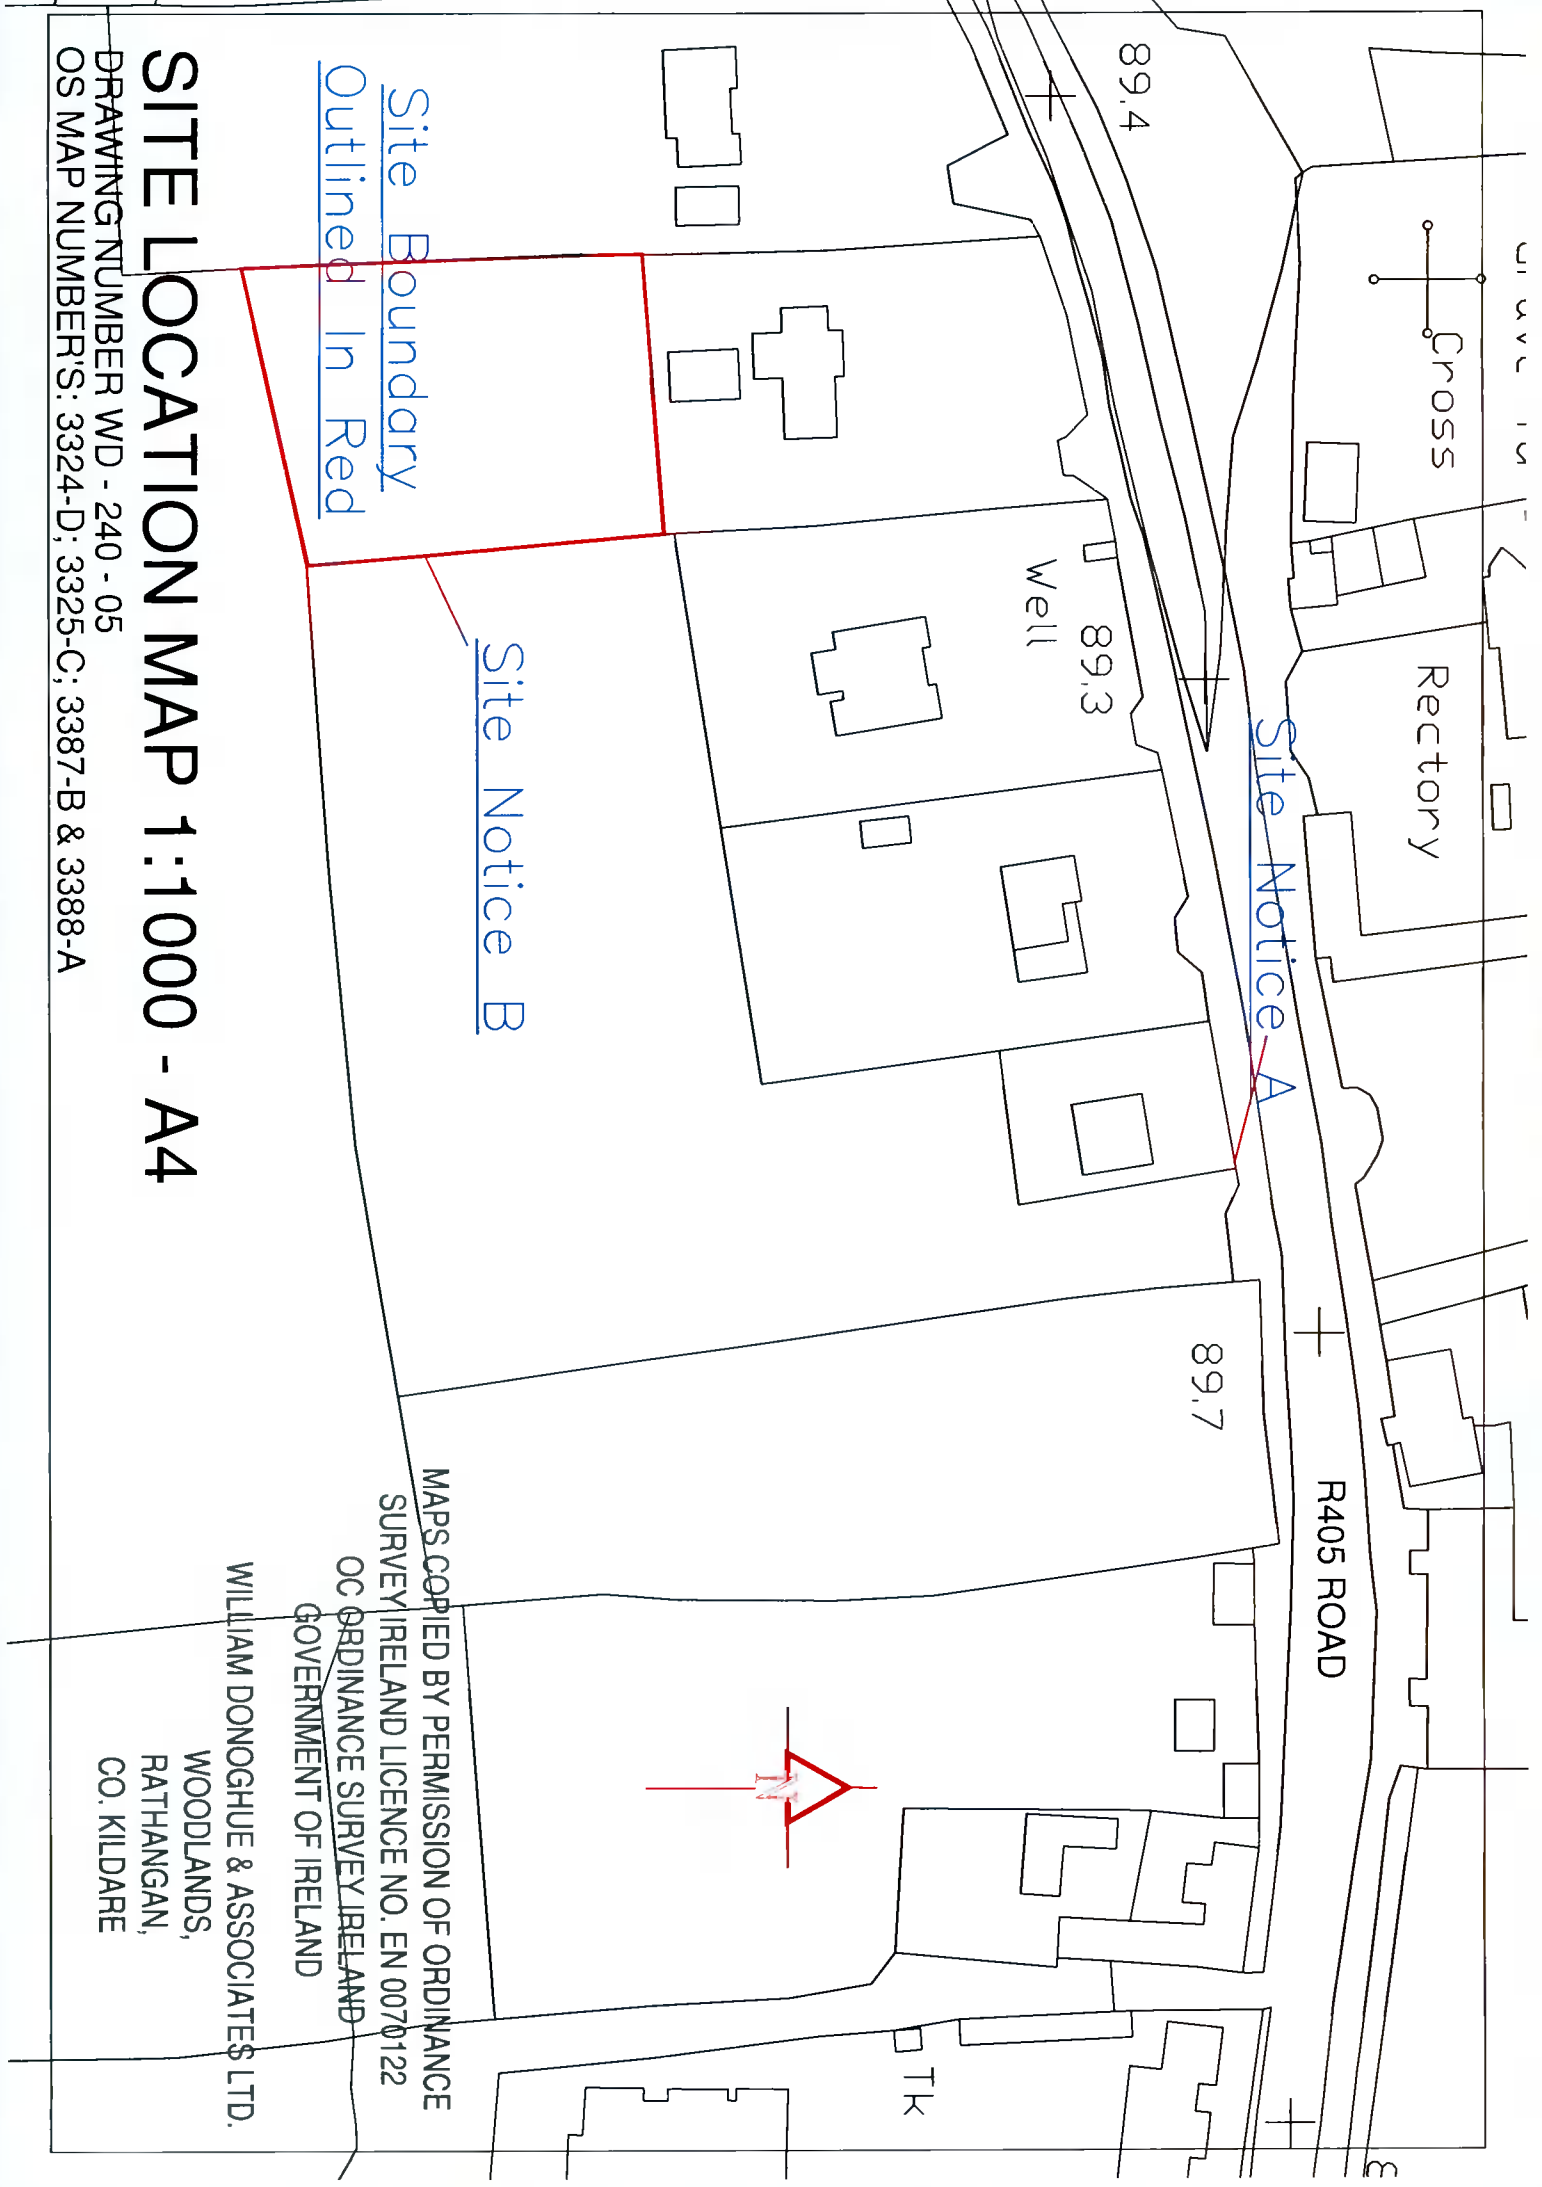 Cross
Rectory
89.4
Site Notice A
R405 ROAD
89.3
Well
89.7
Tk
Site Notice B
Site Boundary
Outlined In Red
N
MAPS COPIED BY PERMISSION OF ORDINANCE
SURVEY IRELAND LICENCE NO. EN 0070122
OC ORDINANCE SURVEY IRELAND
GOVERNMENT OF IRELAND
WILLIAM DONOGHUE & ASSOCIATES LTD.
WOODLANDS,
RATHANGAN,
CO. KILDARE
SITE LOCATION MAP 1:1000 - A4
DRAWING NUMBER WD - 240 - 05
OS MAP NUMBER'S: 3324-D; 3325-C; 3387-B & 3388-A